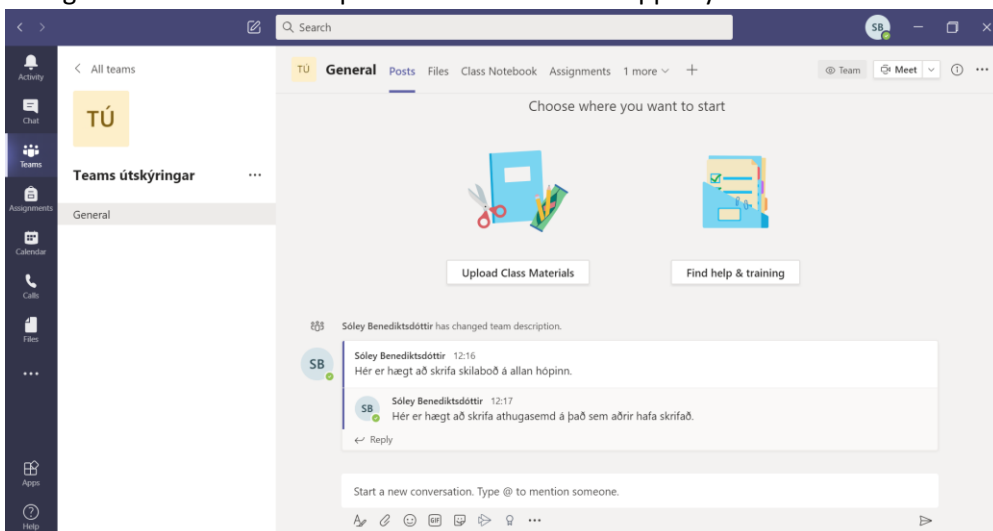 Search
SB
Activity
Chat
Teams
Assignments
Calendar
Calls
Files
Apps
Help
All teams
TÚ
Teams útskýringar
General
TÚ General Posts Files Class Notebook Assignments 1 more Team Meet
Choose where you want to start
Upload Class Materials Find help & training
Sóley Benediktsdóttir has changed team description.
SB
Sóley Benediktsdóttir 12:16
Hér er hægt að skrifa skilaboð á allan hópinn.
SB
Sóley Benediktsdóttir 12:17
Hér er hægt að skrifa athugasemd á það sem aðrir hafa skrifað.
Reply
Start a new conversation. Type @ to mention someone.
GIF